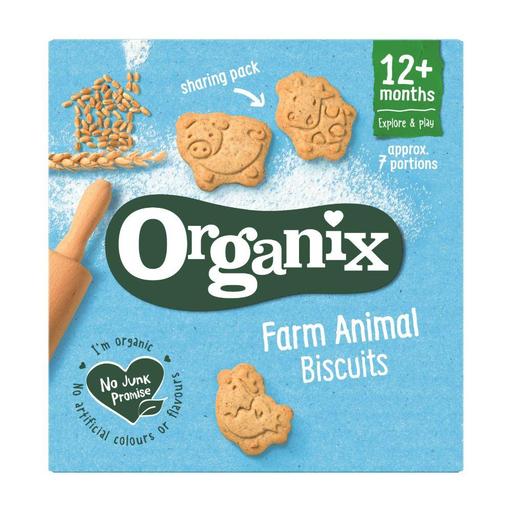 sharing pack
12+
months
Explore & play
approx.
7 portions
Organix
Farm Animal
Biscuits
I'm organic
No Junk
Promise
No artificial colours or flavours